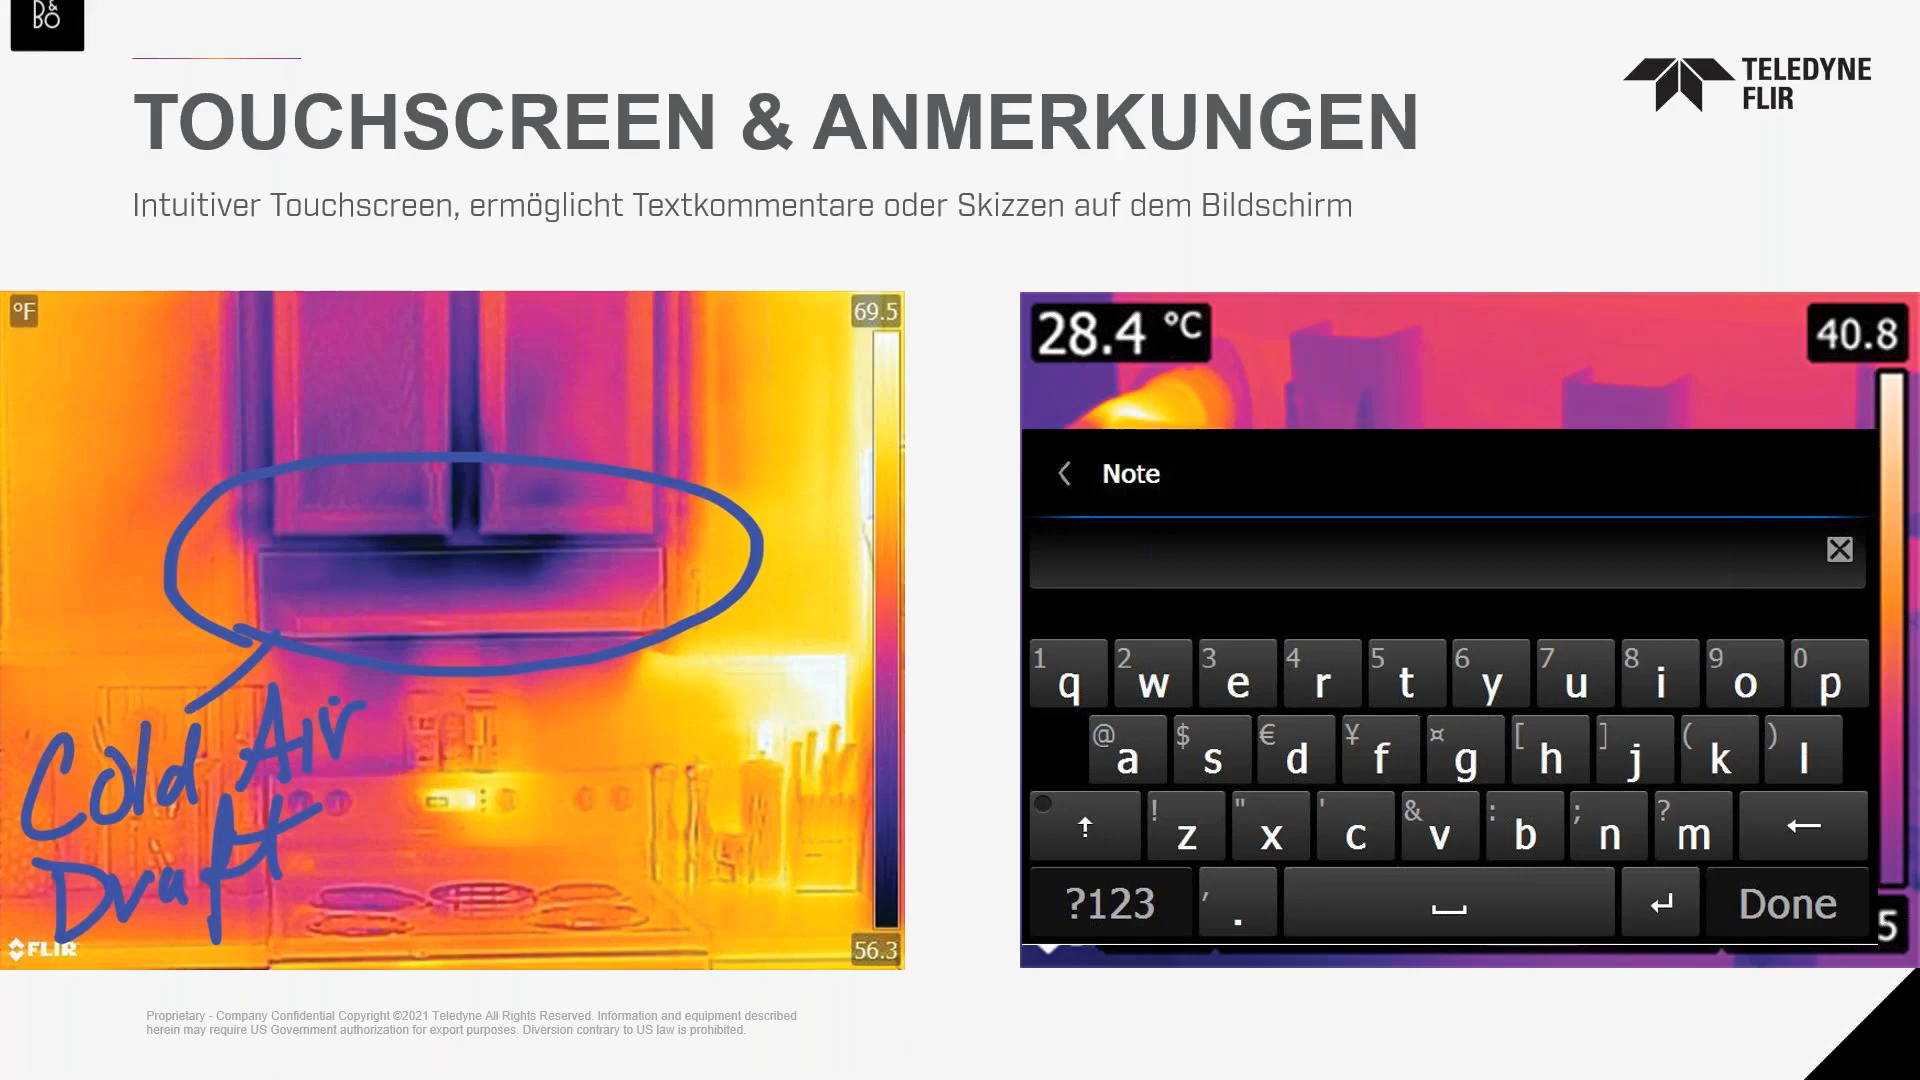 D&
BO
TELEDYNE
FLIR
TOUCHSCREEN & ANMERKUNGEN
Intuitiver Touchscreen, ermöglicht Textkommentare oder Skizzen auf dem Bildschirm
°F
69.5
Cold Air
Draft
FLIR
56.3
28.4 °C
40.8
Note
1 q 2 w 3 e 4 r 5 t 6 y 7 u 8 i 9 o 0 p
@ a $ s € d ¥ f ¤ g [ h ] j ( k ) l
! z " x ' c & v : b ; n ? m ←
?123 , . Done
5
Proprietary - Company Confidential Copyright ©2021 Teledyne All Rights Reserved. Information and equipment described
herein may require US Government authorization for export purposes. Diversion contrary to US law is prohibited.